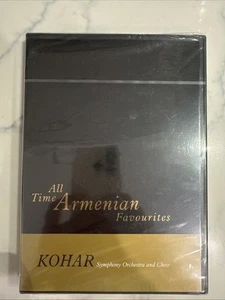 All
Time Armenian
Favourites
KOHAR Symphony Orchestra and Choir